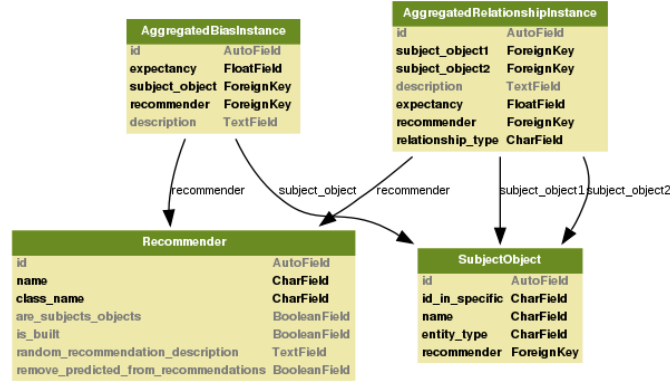 AggregatedBiasInstance
id AutoField
expectancy FloatField
subject_object ForeignKey
recommender ForeignKey
description TextField
AggregatedRelationshipInstance
id AutoField
subject_object1 ForeignKey
subject_object2 ForeignKey
description TextField
expectancy FloatField
recommender ForeignKey
relationship_type CharField
recommender
subject_object
recommender
subject_object1
subject_object2
Recommender
id AutoField
name CharField
class_name CharField
are_subjects_objects BooleanField
is_built BooleanField
random_recommendation_description TextField
remove_predicted_from_recommendations BooleanField
SubjectObject
id AutoField
id_in_specific CharField
name CharField
entity_type CharField
recommender ForeignKey